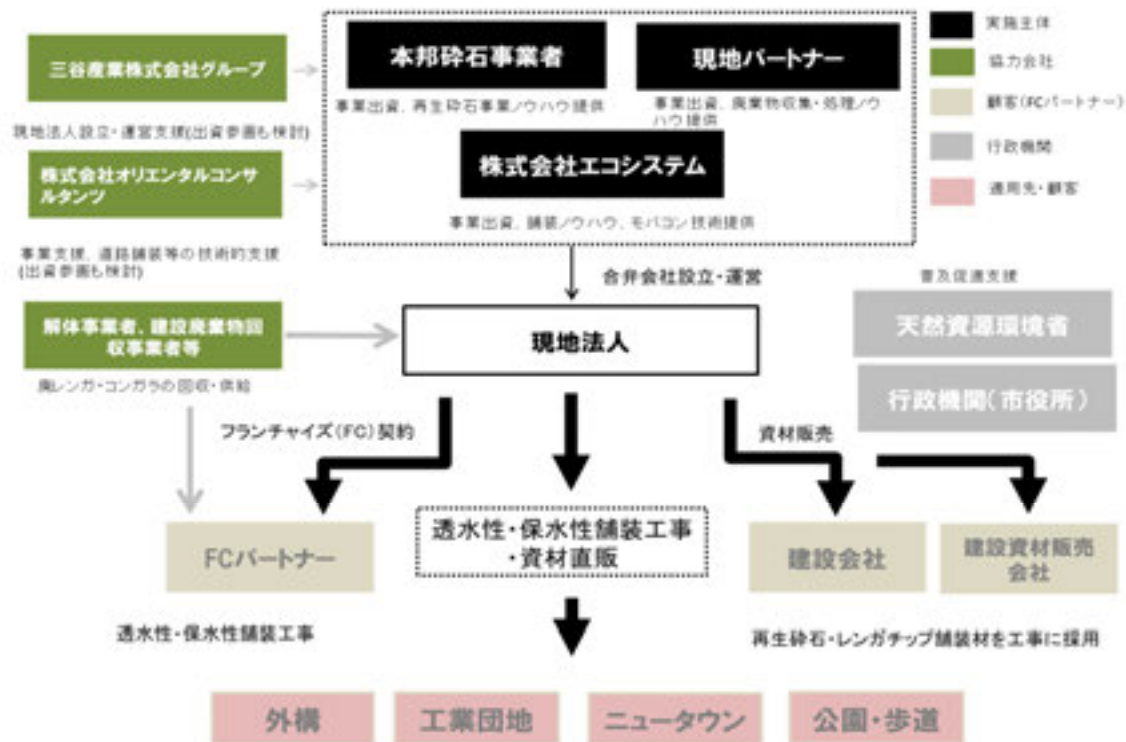 実施主体
協力会社
顧客(FCパートナー)
行政機関
適用先・顧客
三谷産業株式会社グループ
現地法人設立・運営支援(出資参画も検討)
株式会社オリエンタルコンサ
ルタンツ
事業支援、道路舗装等の技術的支援
(出資参画も検討)
本邦砕石事業者
事業出資、再生砕石事業ノウハウ提供
現地パートナー
事業出資、廃棄物収集・処理ノウ
ハウ提供
株式会社エコシステム
事業出資、舗装ノウハウ、モバコン技術提供
合弁会社設立・運営
普及促進支援
天然資源環境省
行政機関(市役所)
解体事業者、建設廃棄物回
収事業者等
廃レンガ・コンガラの回収・供給
現地法人
フランチャイズ(FC)契約
資材販売
FCパートナー
透水性・保水性舗装工事
透水性・保水性舗装工事
・資材直販
建設会社
建設資材販売
会社
再生砕石・レンガチップ舗装材を工事に採用
外構
工業団地
ニュータウン
公園・歩道